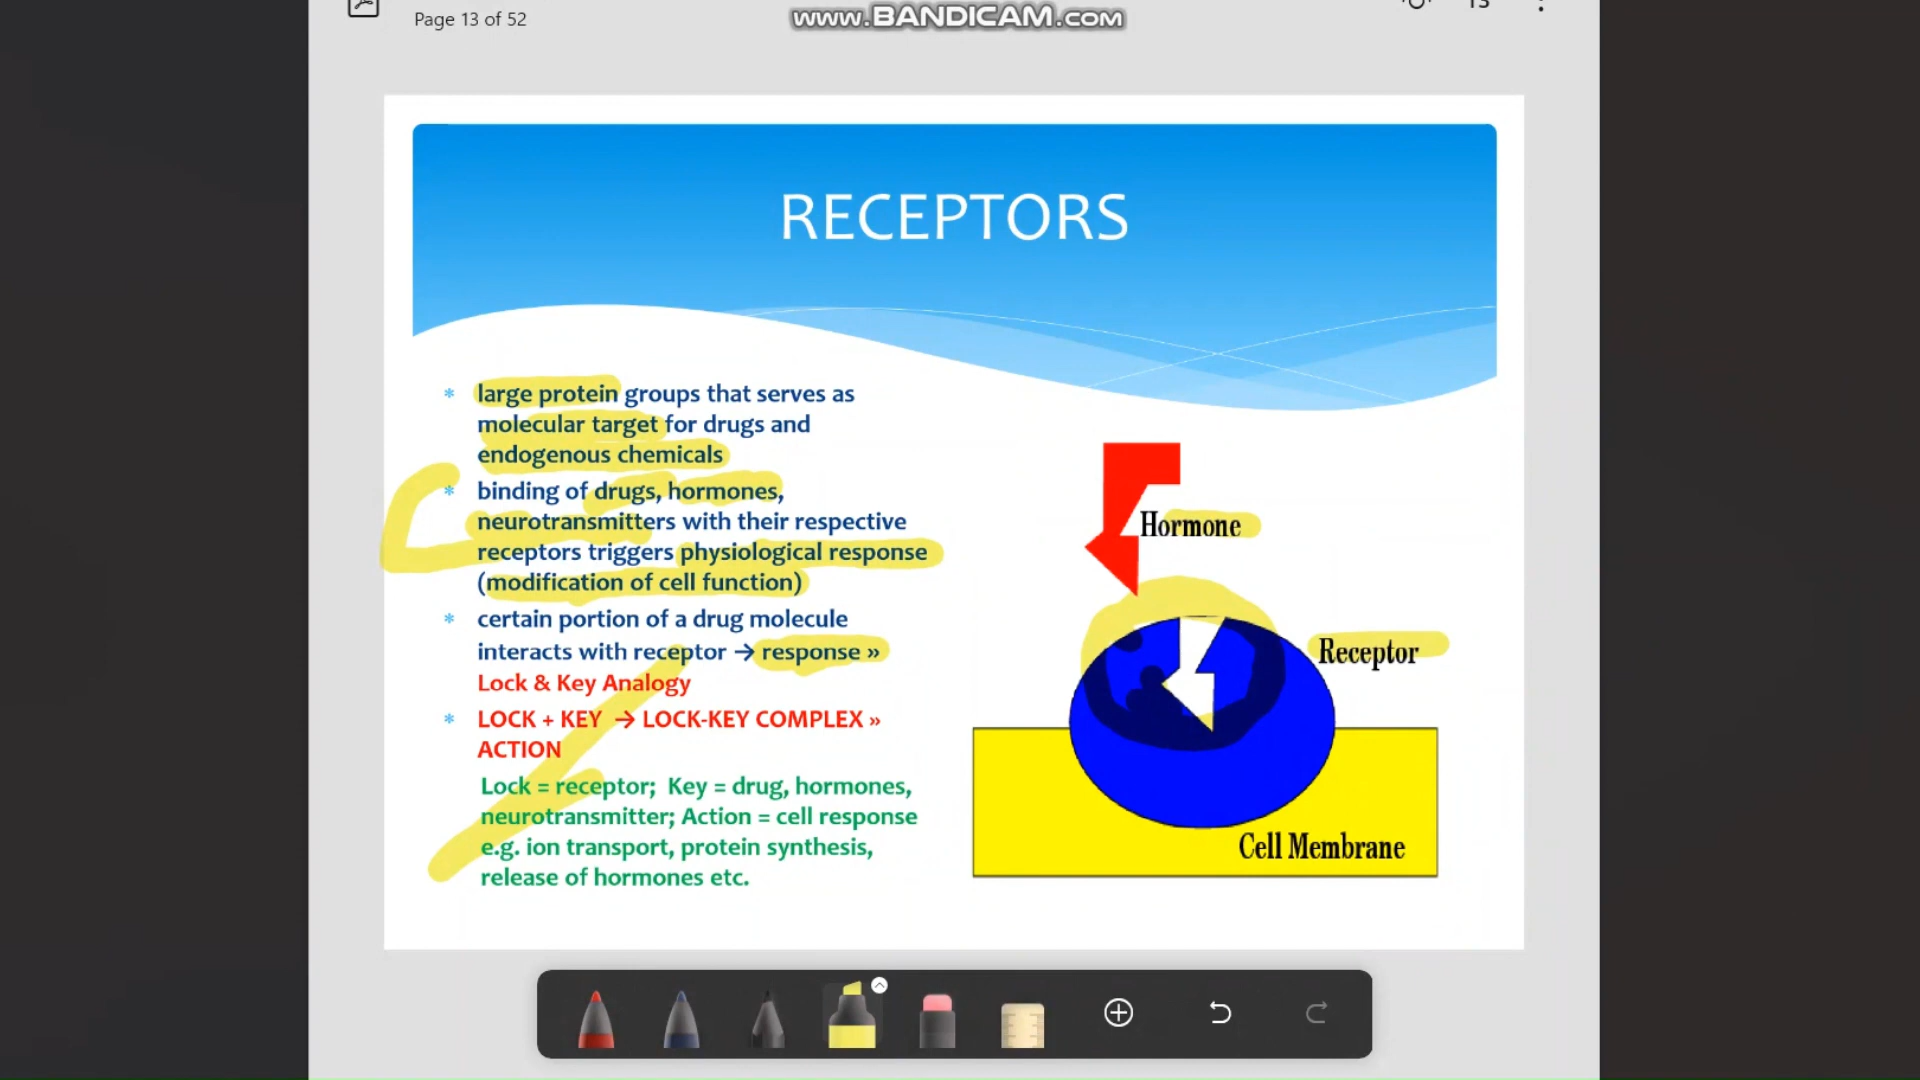 Page 13 of 52
www.BANDICAM.com
RECEPTORS
* large protein groups that serves as
molecular target for drugs and
endogenous chemicals
* binding of drugs, hormones,
neurotransmitters with their respective
receptors triggers physiological response
(modification of cell function)
* certain portion of a drug molecule
interacts with receptor → response »
Lock & Key Analogy
* LOCK + KEY → LOCK-KEY COMPLEX »
ACTION
Lock = receptor; Key = drug, hormones,
neurotransmitter; Action = cell response
e.g. ion transport, protein synthesis,
release of hormones etc.
Hormone
Receptor
Cell Membrane